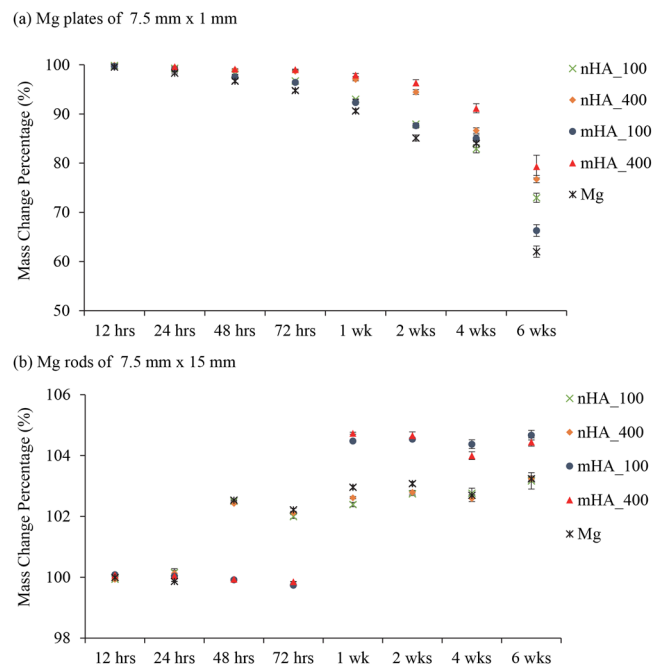 (a) Mg plates of 7.5 mm x 1 mm
Mass Change Percentage (%)
100
90
80
70
60
50
12 hrs 24 hrs 48 hrs 72 hrs 1 wk 2 wks 4 wks 6 wks
nHA_100
nHA_400
mHA_100
mHA_400
Mg
(b) Mg rods of 7.5 mm x 15 mm
Mass Change Percentage (%)
106
104
102
100
98
12 hrs 24 hrs 48 hrs 72 hrs 1 wk 2 wks 4 wks 6 wks
nHA_100
nHA_400
mHA_100
mHA_400
Mg